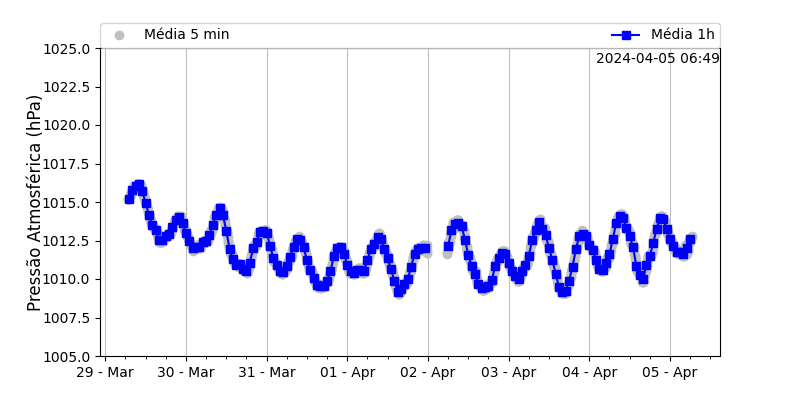 Média 5 min
Média 1h
2024-04-05 06:49
Pressão Atmosférica (hPa)
1025.0
1022.5
1020.0
1017.5
1015.0
1012.5
1010.0
1007.5
1005.0
29 - Mar
30 - Mar
31 - Mar
01 - Apr
02 - Apr
03 - Apr
04 - Apr
05 - Apr